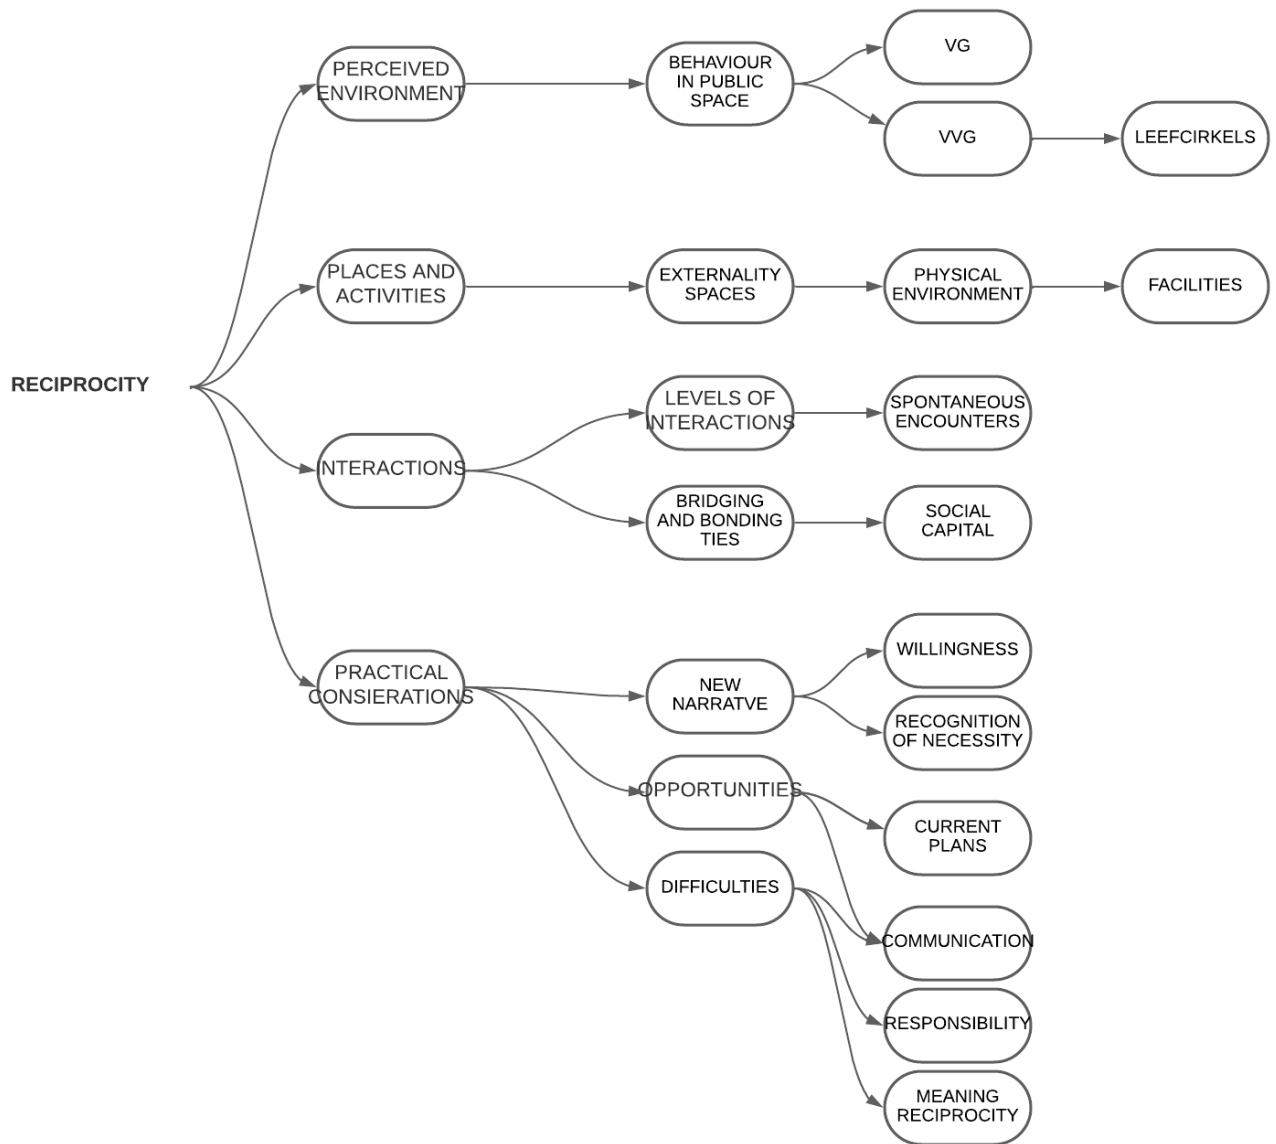 RECIPROCITY
PERCEIVED
ENVIRONMENT
BEHAVIOUR
IN PUBLIC
SPACE
VG
VVG
LEEFCIRKELS
PLACES AND
ACTIVITIES
EXTERNALITY
SPACES
PHYSICAL
ENVIRONMENT
FACILITIES
INTERACTIONS
LEVELS OF
INTERACTIONS
SPONTANEOUS
ENCOUNTERS
BRIDGING
AND BONDING
TIES
SOCIAL
CAPITAL
PRACTICAL
CONSIERATIONS
NEW
NARRATVE
WILLINGNESS
RECOGNITION
OF NECESSITY
OPPORTUNITIES
CURRENT
PLANS
DIFFICULTIES
COMMUNICATION
RESPONSIBILITY
MEANING
RECIPROCITY